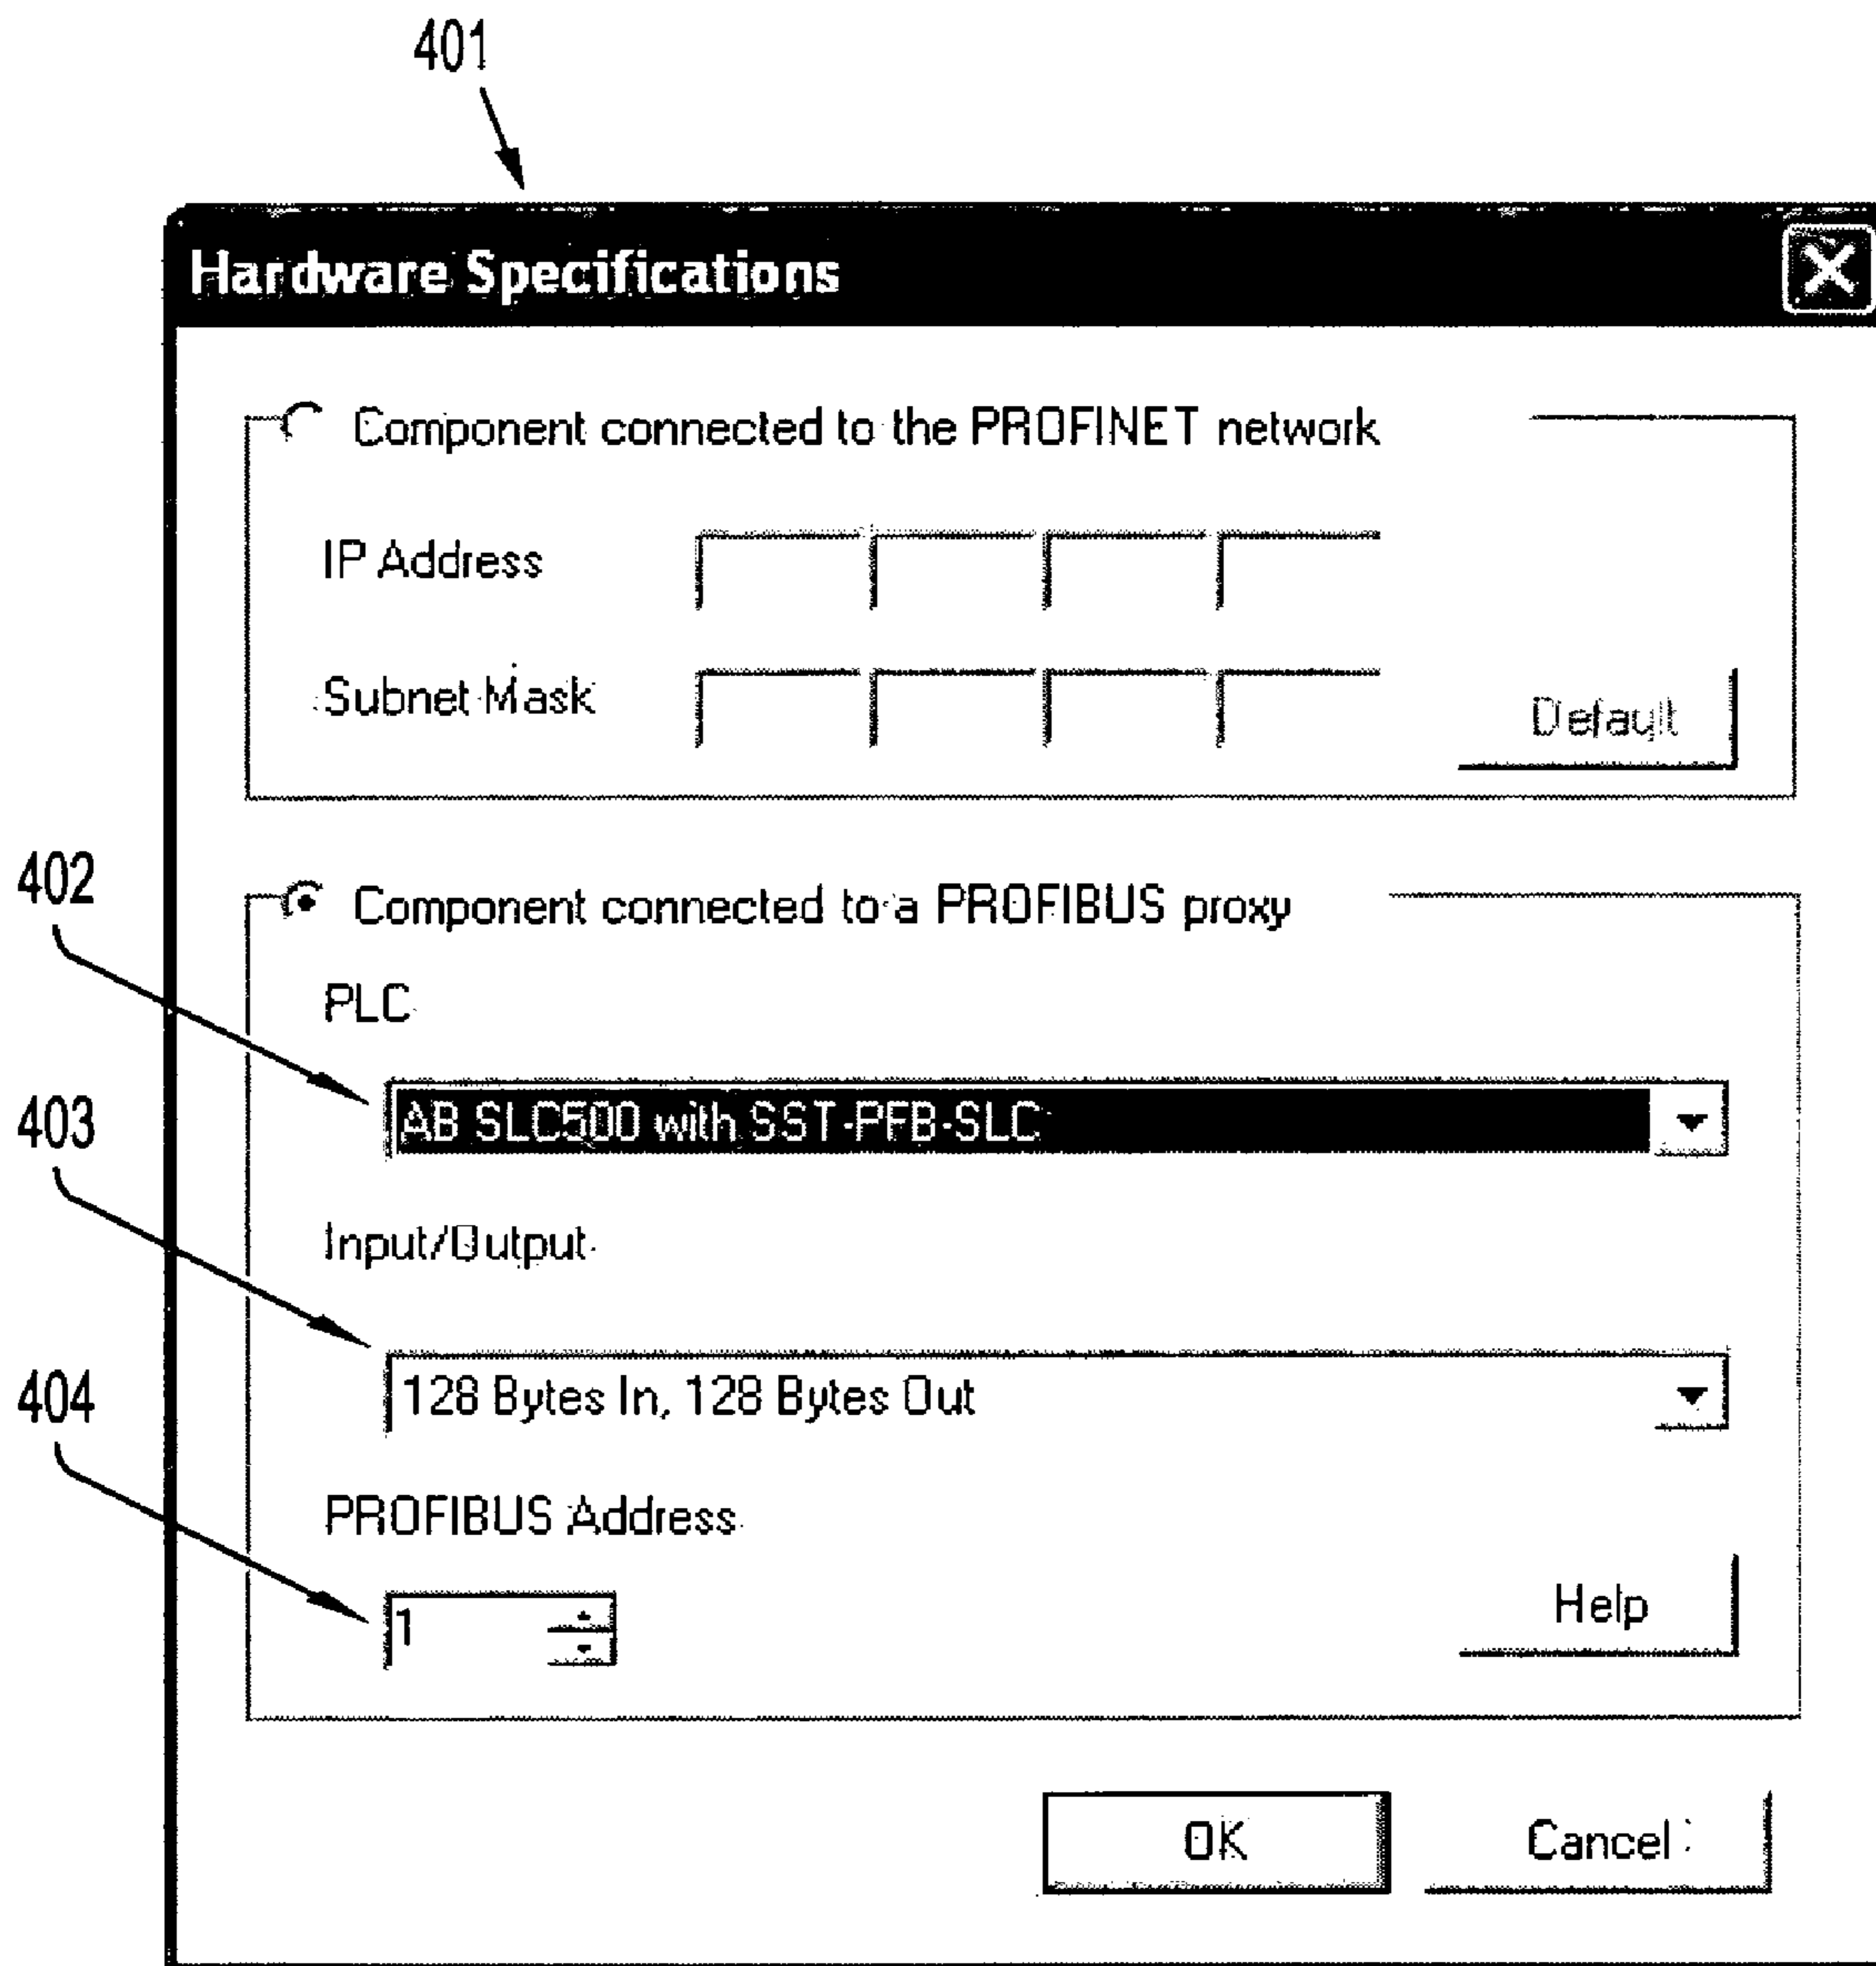 401
Hardware Specifications
Component connected to the PROFINET network
IP Address
Subnet Mask
Default
402
Component connected to a PROFIBUS proxy
PLC
AB SLC500 with SST-PFB-SLC
403
Input/Output
128 Bytes In, 128 Bytes Out
404
PROFIBUS Address
1
Help
OK
Cancel